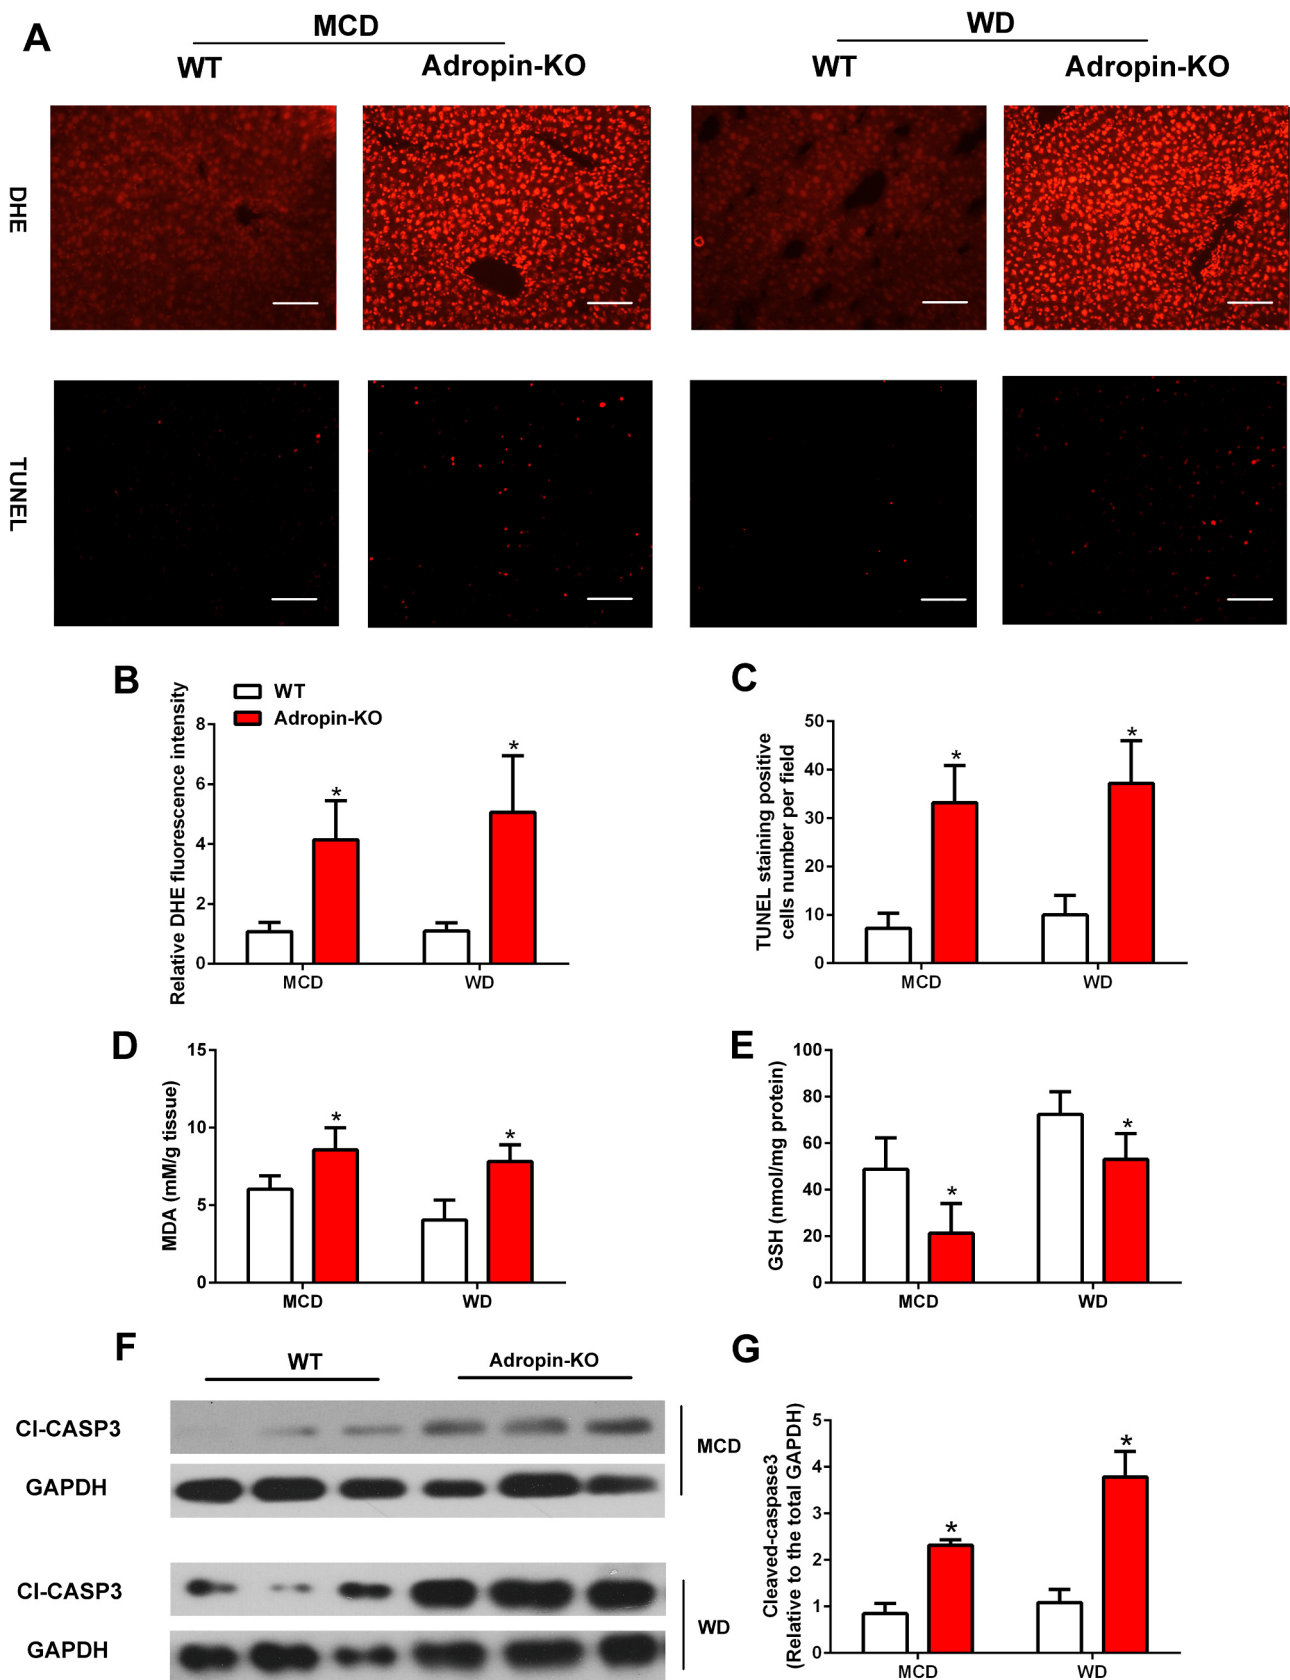 A
MCD
WD
WT
Adropin-KO
WT
Adropin-KO
DHE
TUNEL
B
WT
Adropin-KO
Relative DHE fluorescence intensity
8
6
4
2
0
*
*
MCD
WD
C
TUNEL staining positive
cells number per field
50
40
30
20
10
0
*
*
MCD
WD
D
MDA (mM/g tissue)
15
10
5
0
*
*
MCD
WD
E
GSH (nmol/mg protein)
100
80
60
40
20
0
*
*
MCD
WD
F
WT
Adropin-KO
CI-CASP3
GAPDH
MCD
CI-CASP3
GAPDH
WD
G
Cleaved-caspase3
(Relative to the total GAPDH)
5
4
3
2
1
0
*
*
MCD
WD